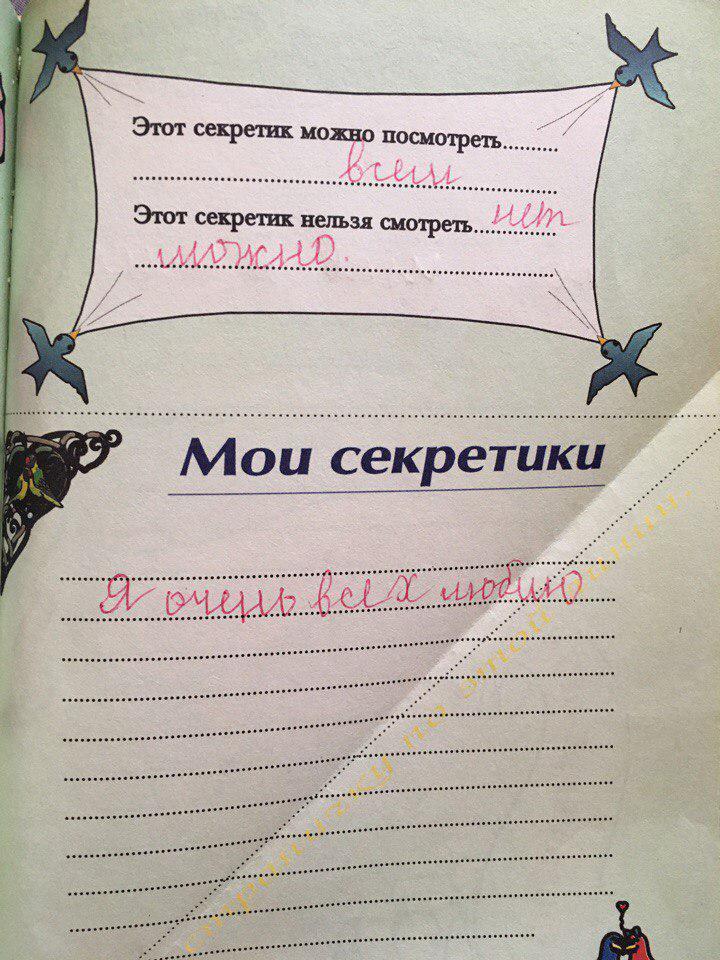 Этот секретик можно посмотреть..........
всем
Этот секретик нельзя смотреть.............. нет
можно.
Мои секретики
Я очень всех люблю
страничку по этой линии.